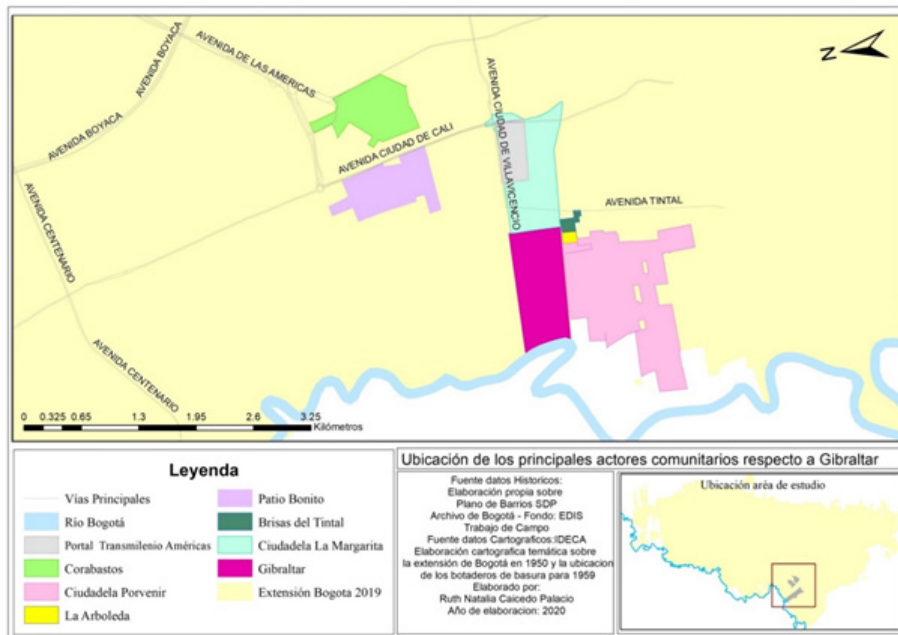 AVENIDA BOYACA
AVENIDA BOYACA
AVENIDA DE LAS AMERICAS
AVENIDA CIUDAD DE CALI
AVENIDA CIUDAD DE VILLAVICENCIO
AVENIDA TINTAL
AVENIDA CENTENARIO
AVENIDA CENTENARIO
N
0 0.325 0.65 1.3 1.95 2.6 3.25
Kilómetros
Leyenda
Vías Principales
Río Bogotá
Portal Transmilenio Américas
Corabastos
Ciudadela Porvenir
La Arboleda
Patio Bonito
Brisas del Tintal
Ciudadela La Margarita
Gibraltar
Extensión Bogota 2019
Ubicación de los principales actores comunitarios respecto a Gibraltar
Fuente datos Historicos:
Elaboración propia sobre
Plano de Barrios SDP
Archivo de Bogotá - Fondo: EDIS
Trabajo de Campo
Fuente datos Cartograficos:IDECA
Elaboración cartografica temática sobre
la extensión de Bogotá en 1950 y la ubicacion
de los botaderos de basura para 1959
Elaborado por:
Ruth Natalia Caicedo Palacio
Año de elaboracion: 2020
Ubicación aréa de estudio